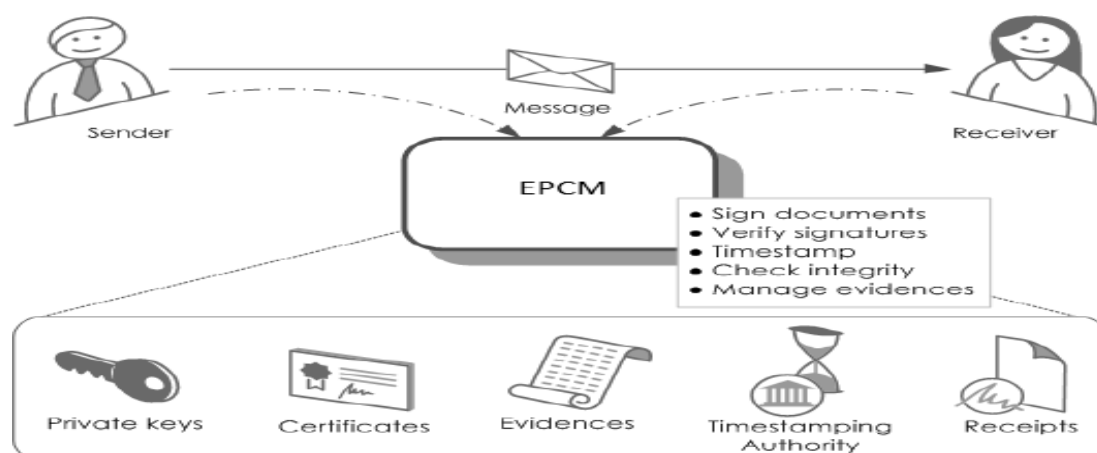 Message
Sender
Receiver
EPCM
• Sign documents
• Verify signatures
• Timestamp
• Check integrity
• Manage evidences
Private keys
Certificates
Evidences
Timestamping
Authority
Receipts